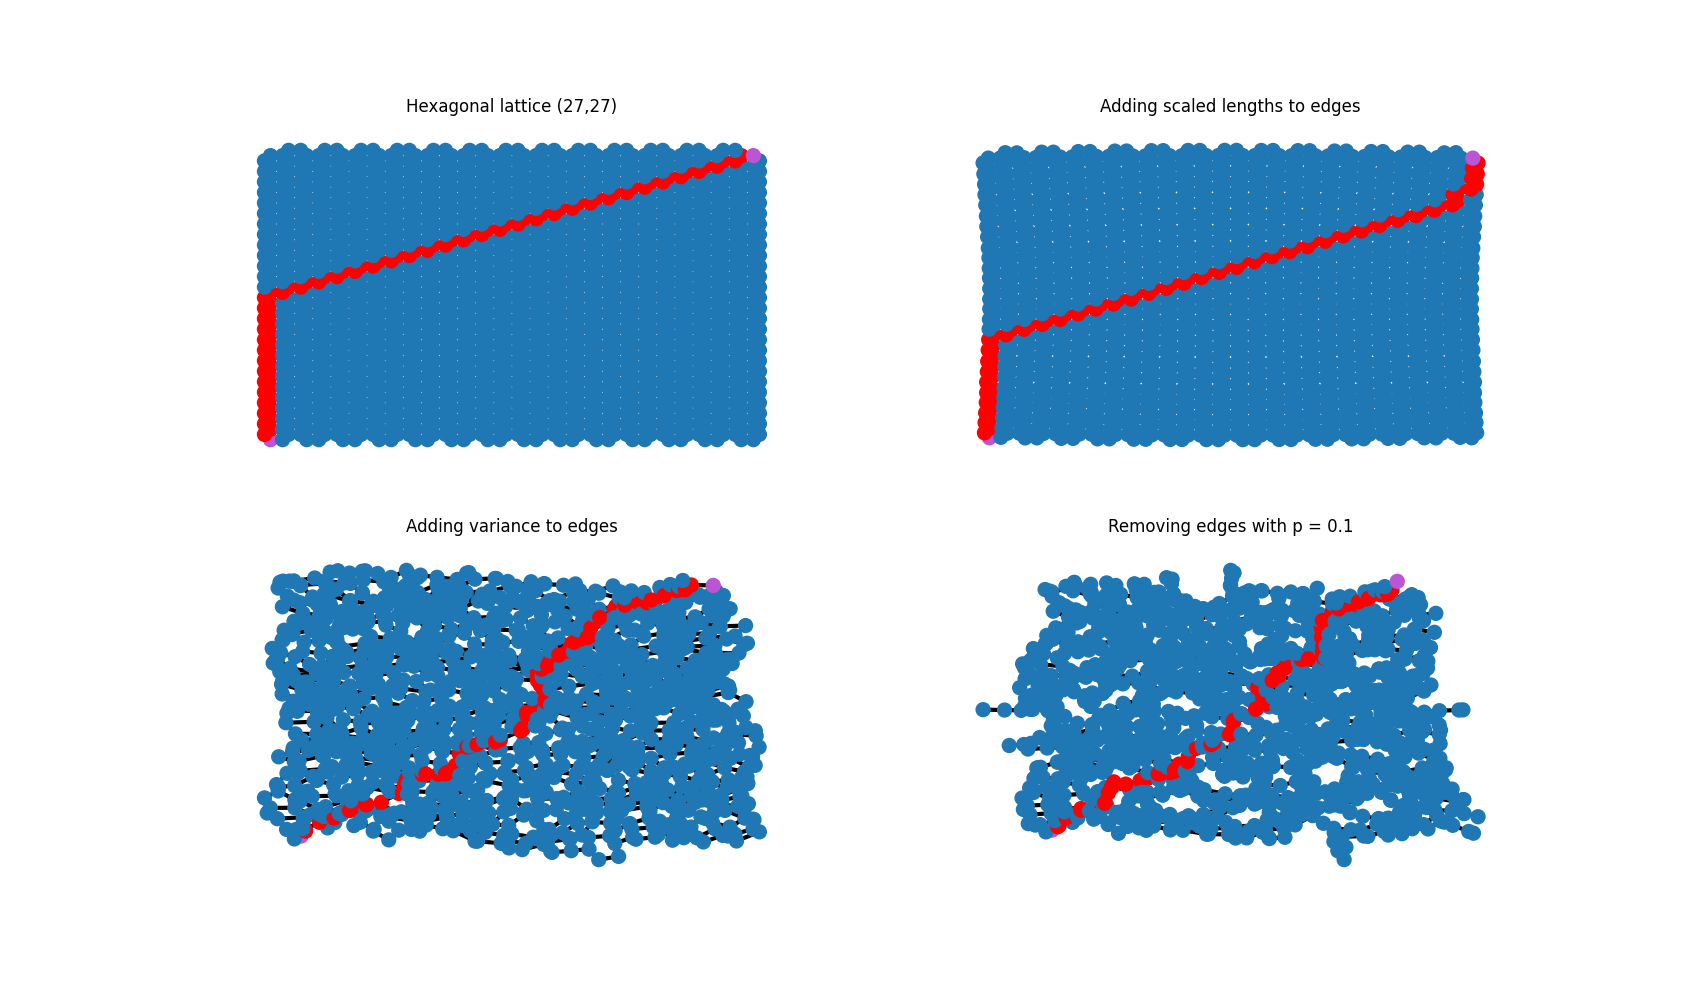 Hexagonal lattice (27,27)
Adding scaled lengths to edges
Adding variance to edges
Removing edges with p = 0.1